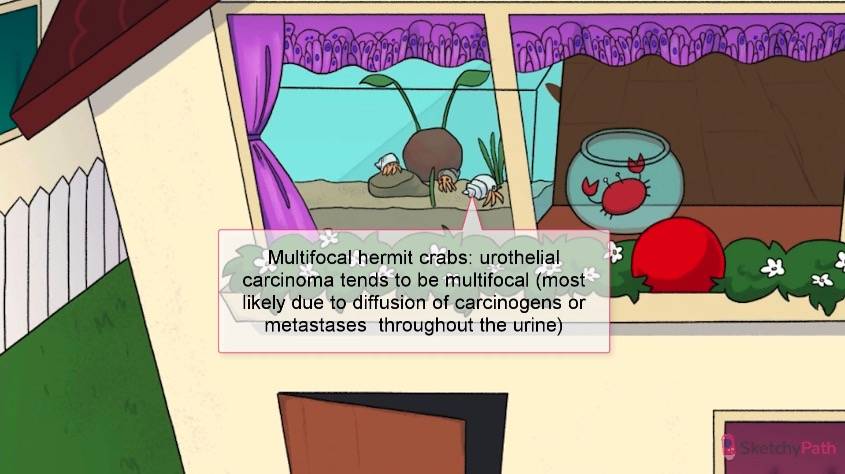 Multifocal hermit crabs: urothelial
carcinoma tends to be multifocal (most
likely due to diffusion of carcinogens or
metastases throughout the urine)
SketchyPath